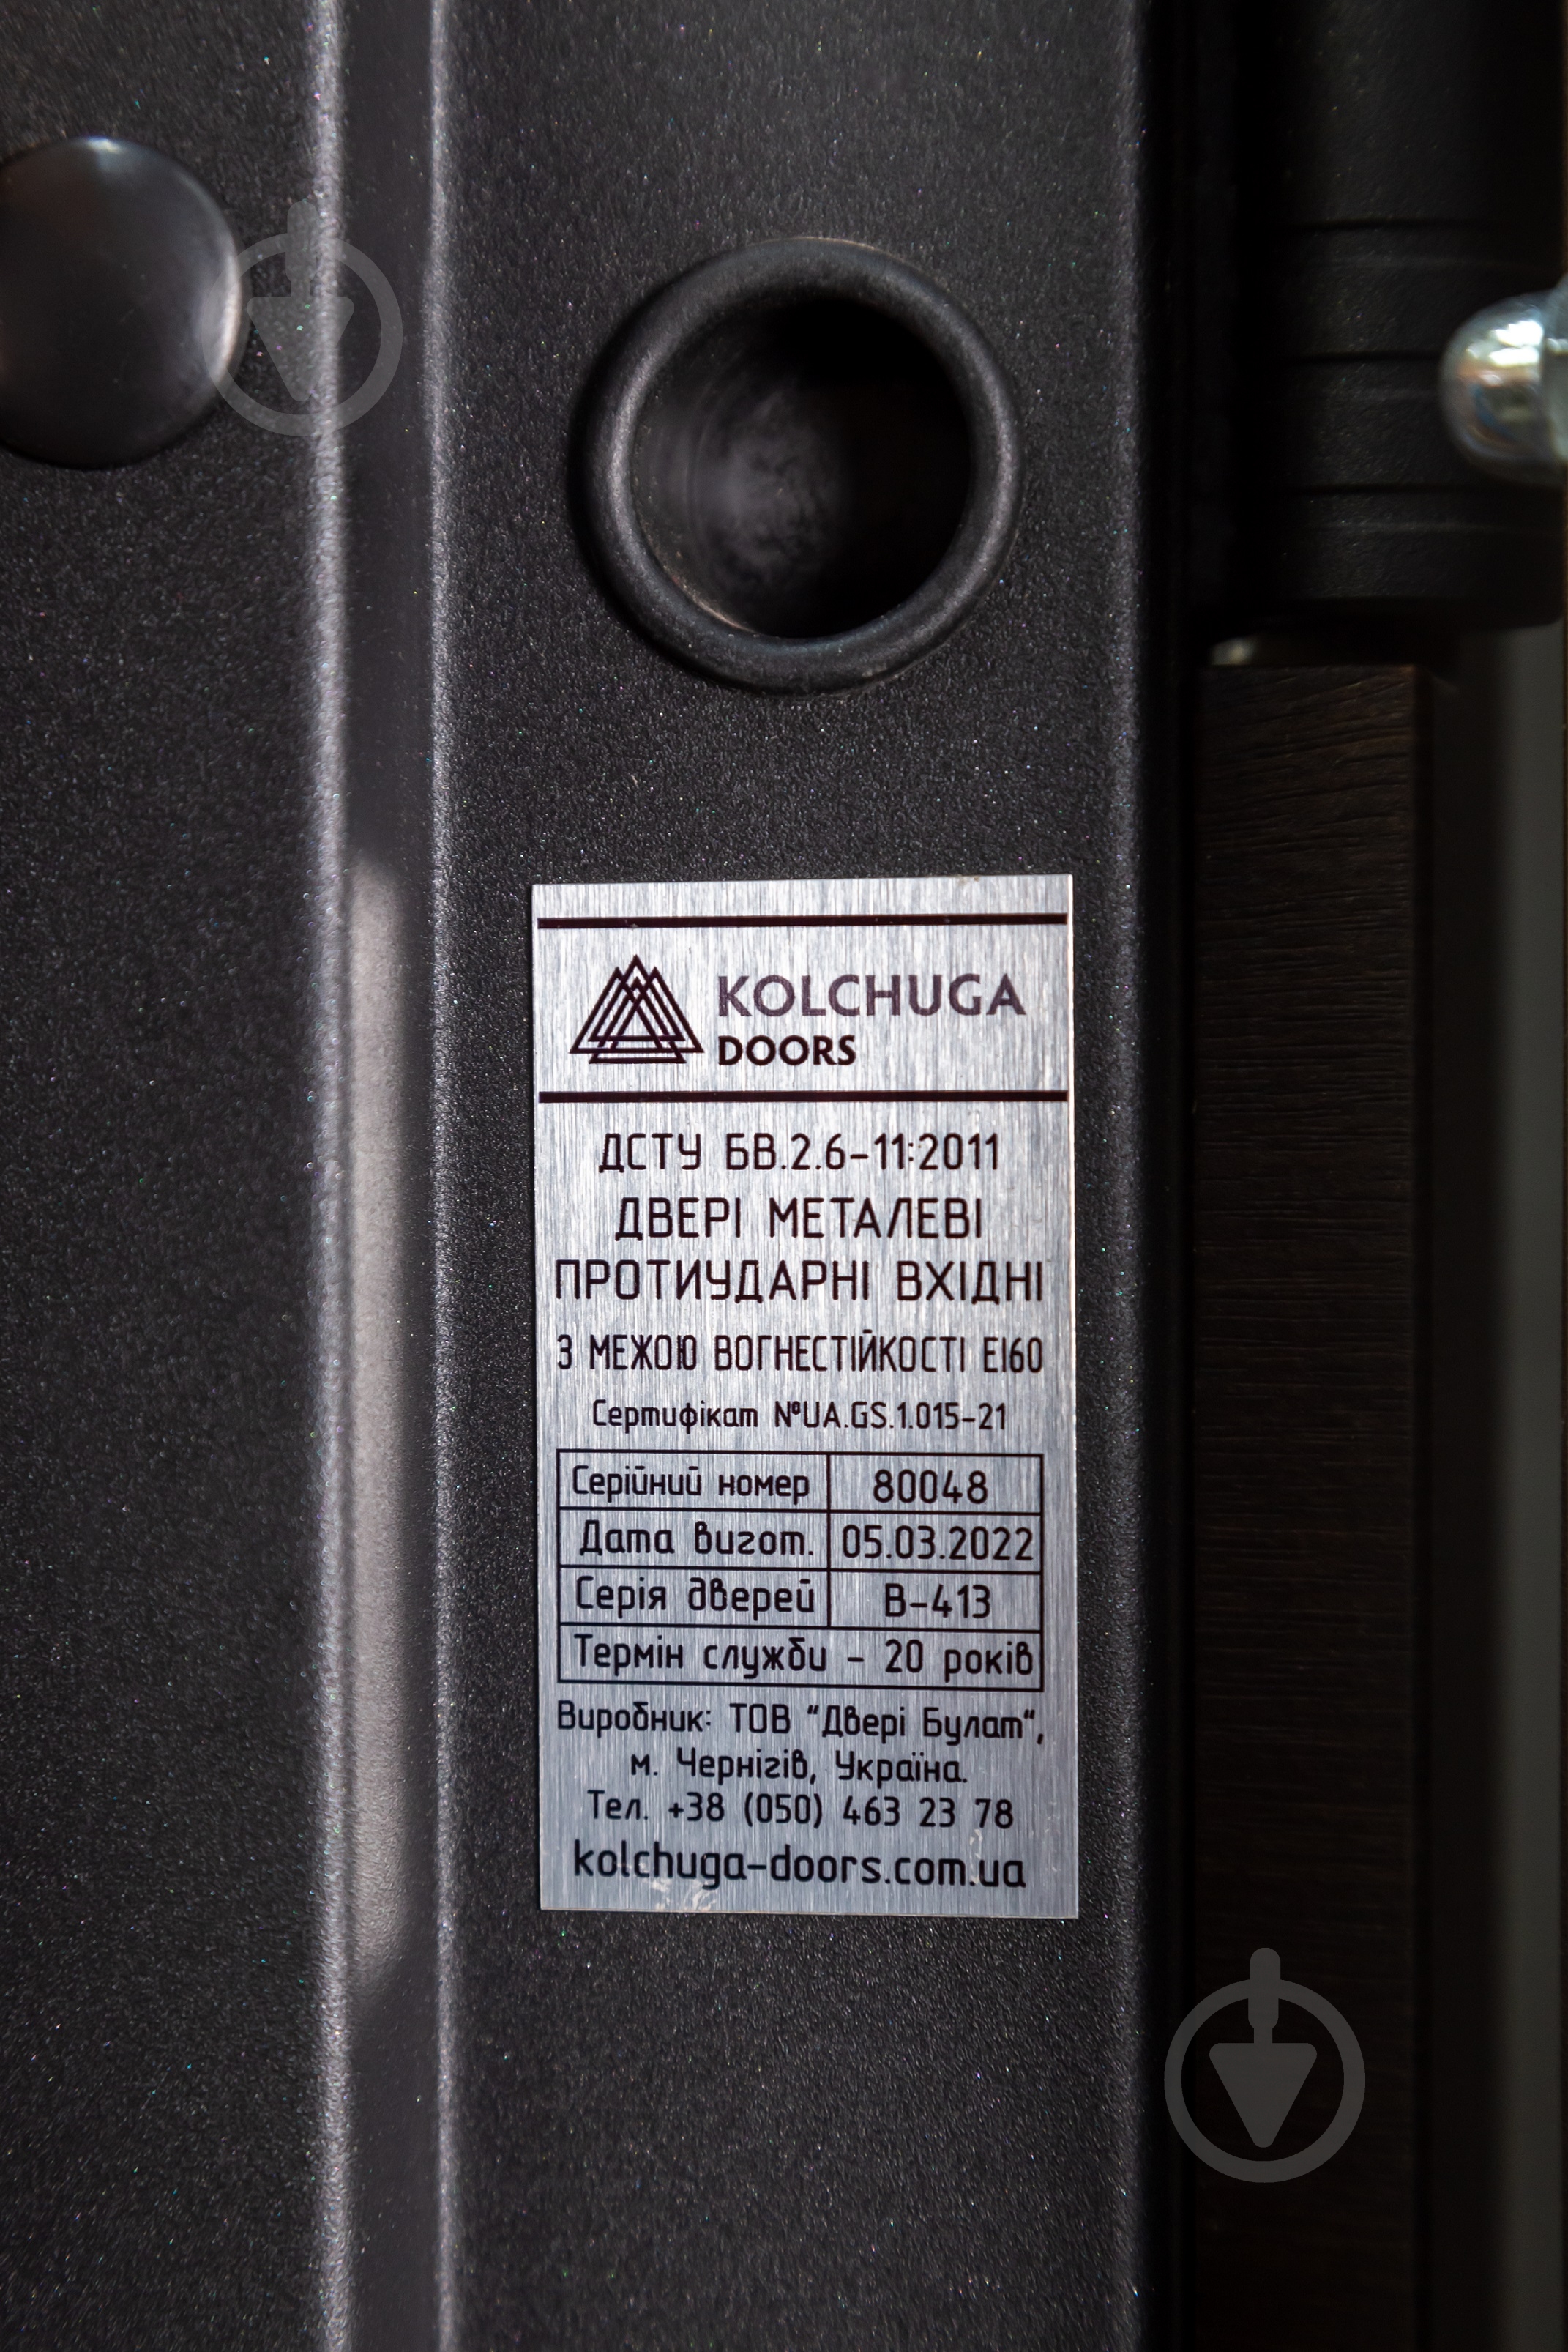 KOLCHUGA
DOORS
ДСТУ БВ.2.6-11:2011
ДВЕРІ МЕТАЛЕВІ
ПРОТИУДАРНІ ВХІДНІ
З МЕЖОЮ ВОГНЕСТІЙКОСТІ EI60
Сертифікат №UA.GS.1.015-21
Серійний номер 80048
Дата вигот. 05.03.2022
Серія дверей В-413
Термін служби - 20 років
Виробник: ТОВ "Двері Булат",
м. Чернігів, Україна.
Тел. +38 (050) 463 23 78
kolchuga-doors.com.ua